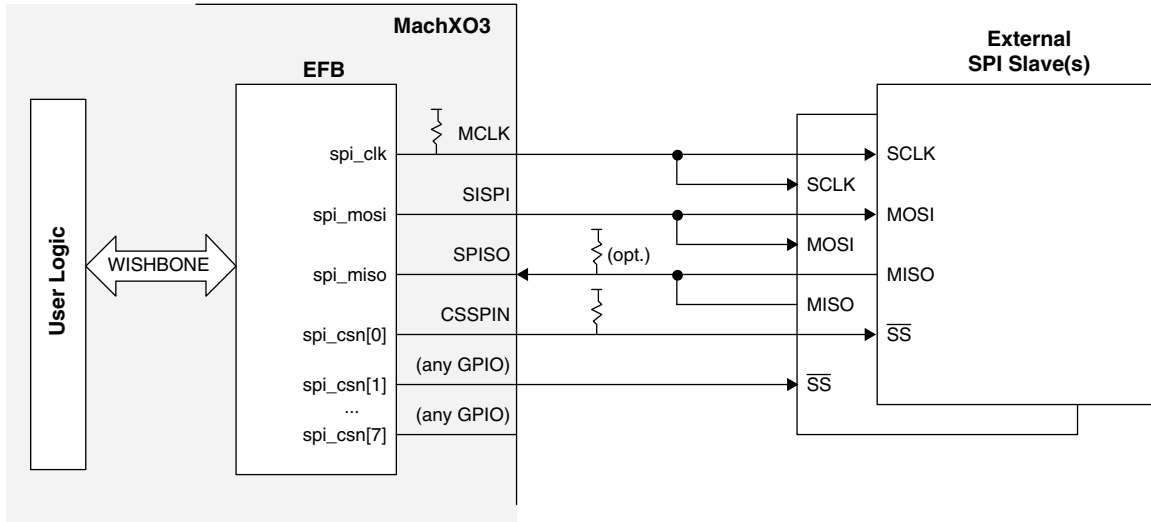 MachXO3
External
SPI Slave(s)
EFB
User Logic
WISHBONE
spi_clk
MCLK
SCLK
SCLK
spi_mosi
SISPI
MOSI
MOSI
spi_miso
SPISO
(opt.)
MISO
MISO
spi_csn[0]
CSSPIN
SS
spi_csn[1]
(any GPIO)
SS
...
spi_csn[7]
(any GPIO)